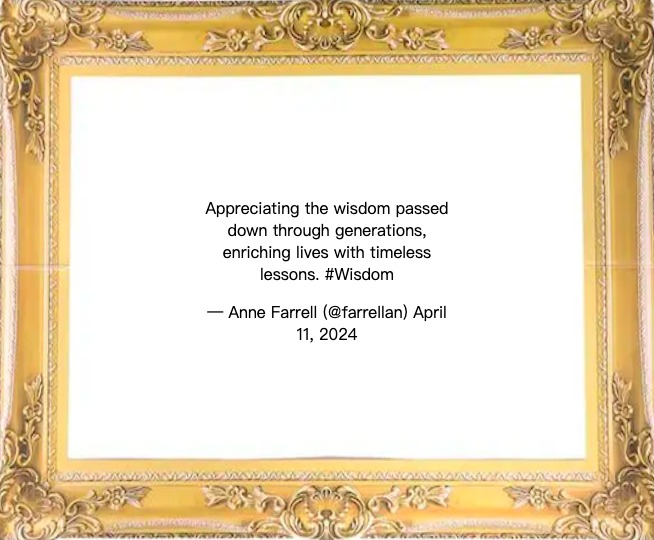 Appreciating the wisdom passed
down through generations,
enriching lives with timeless
lessons. #Wisdom
— Anne Farrell (@farrellan) April
11, 2024